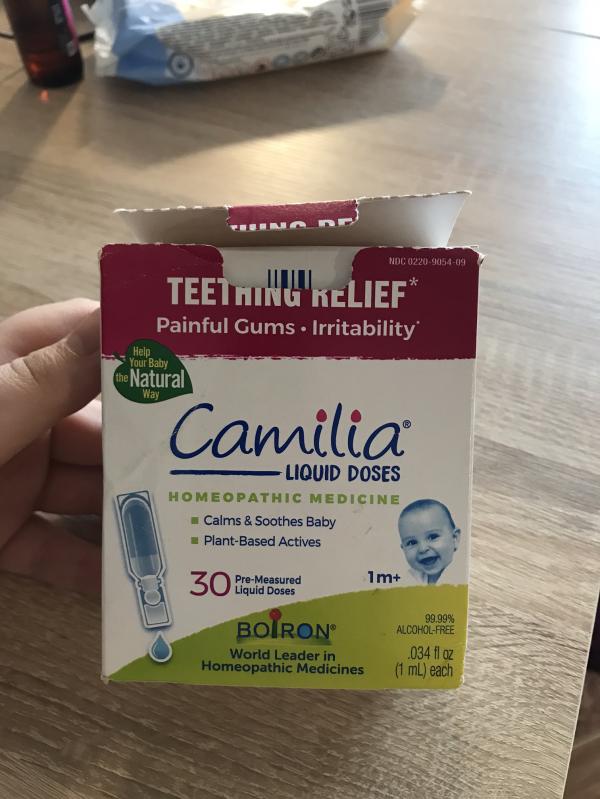 NDC 0220-9054-09
TEETHING RELIEF*
Painful Gums • Irritability*
Help
Your Baby
the Natural
Way
Camilia®
LIQUID DOSES
HOMEOPATHIC MEDICINE
Calms & Soothes Baby
Plant-Based Actives
30 Pre-Measured
Liquid Doses
1m+
BOIRON®
World Leader in
Homeopathic Medicines
99.99%
ALCOHOL-FREE
.034 fl oz
(1 mL) each